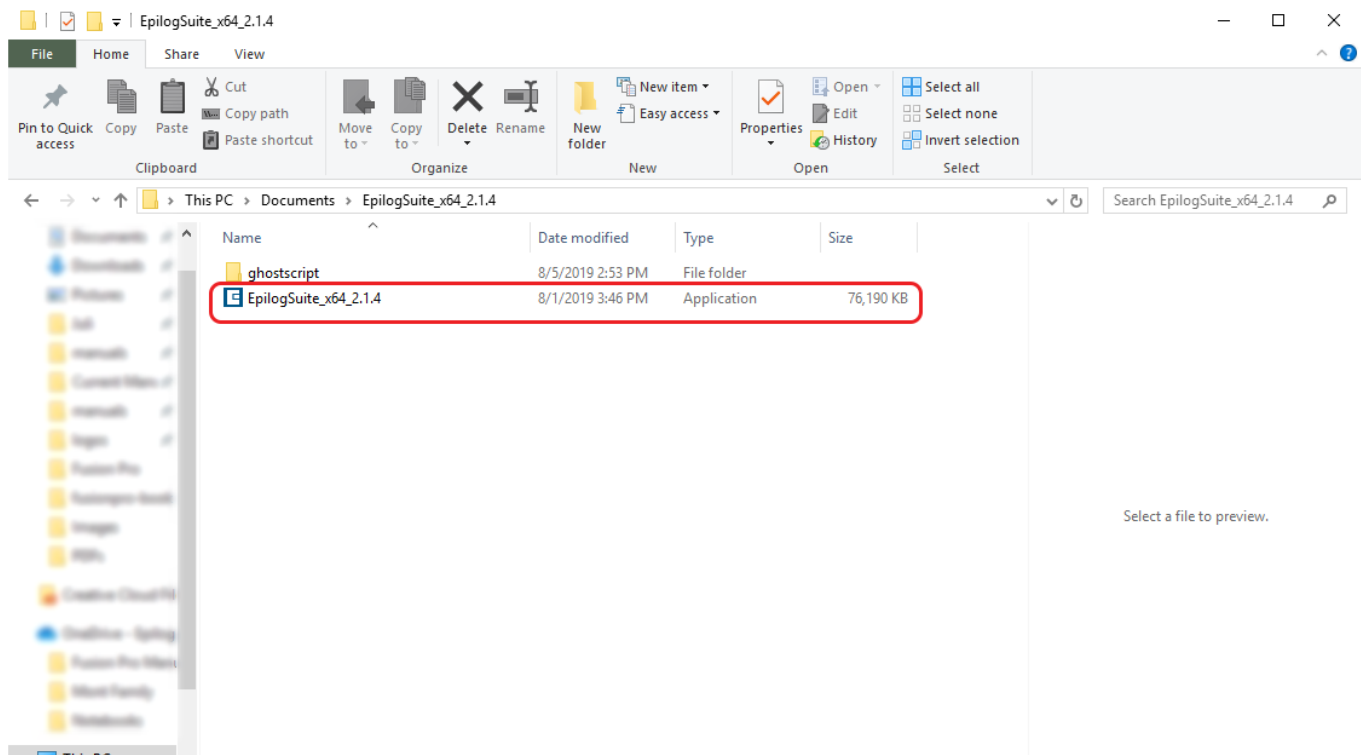 EpilogSuite_x64_2.1.4
File Home Share View
Pin to Quick access
Copy
Paste
Cut
Copy path
Paste shortcut
Clipboard
Move to
Copy to
Delete
Rename
Organize
New folder
New item
Easy access
New
Properties
Open
Edit
History
Open
Select all
Select none
Invert selection
Select
This PC > Documents > EpilogSuite_x64_2.1.4
Search EpilogSuite_x64_2.1.4
Name Date modified Type Size
ghostscript 8/5/2019 2:53 PM File folder
EpilogSuite_x64_2.1.4 8/1/2019 3:46 PM Application 76,190 KB
Select a file to preview.